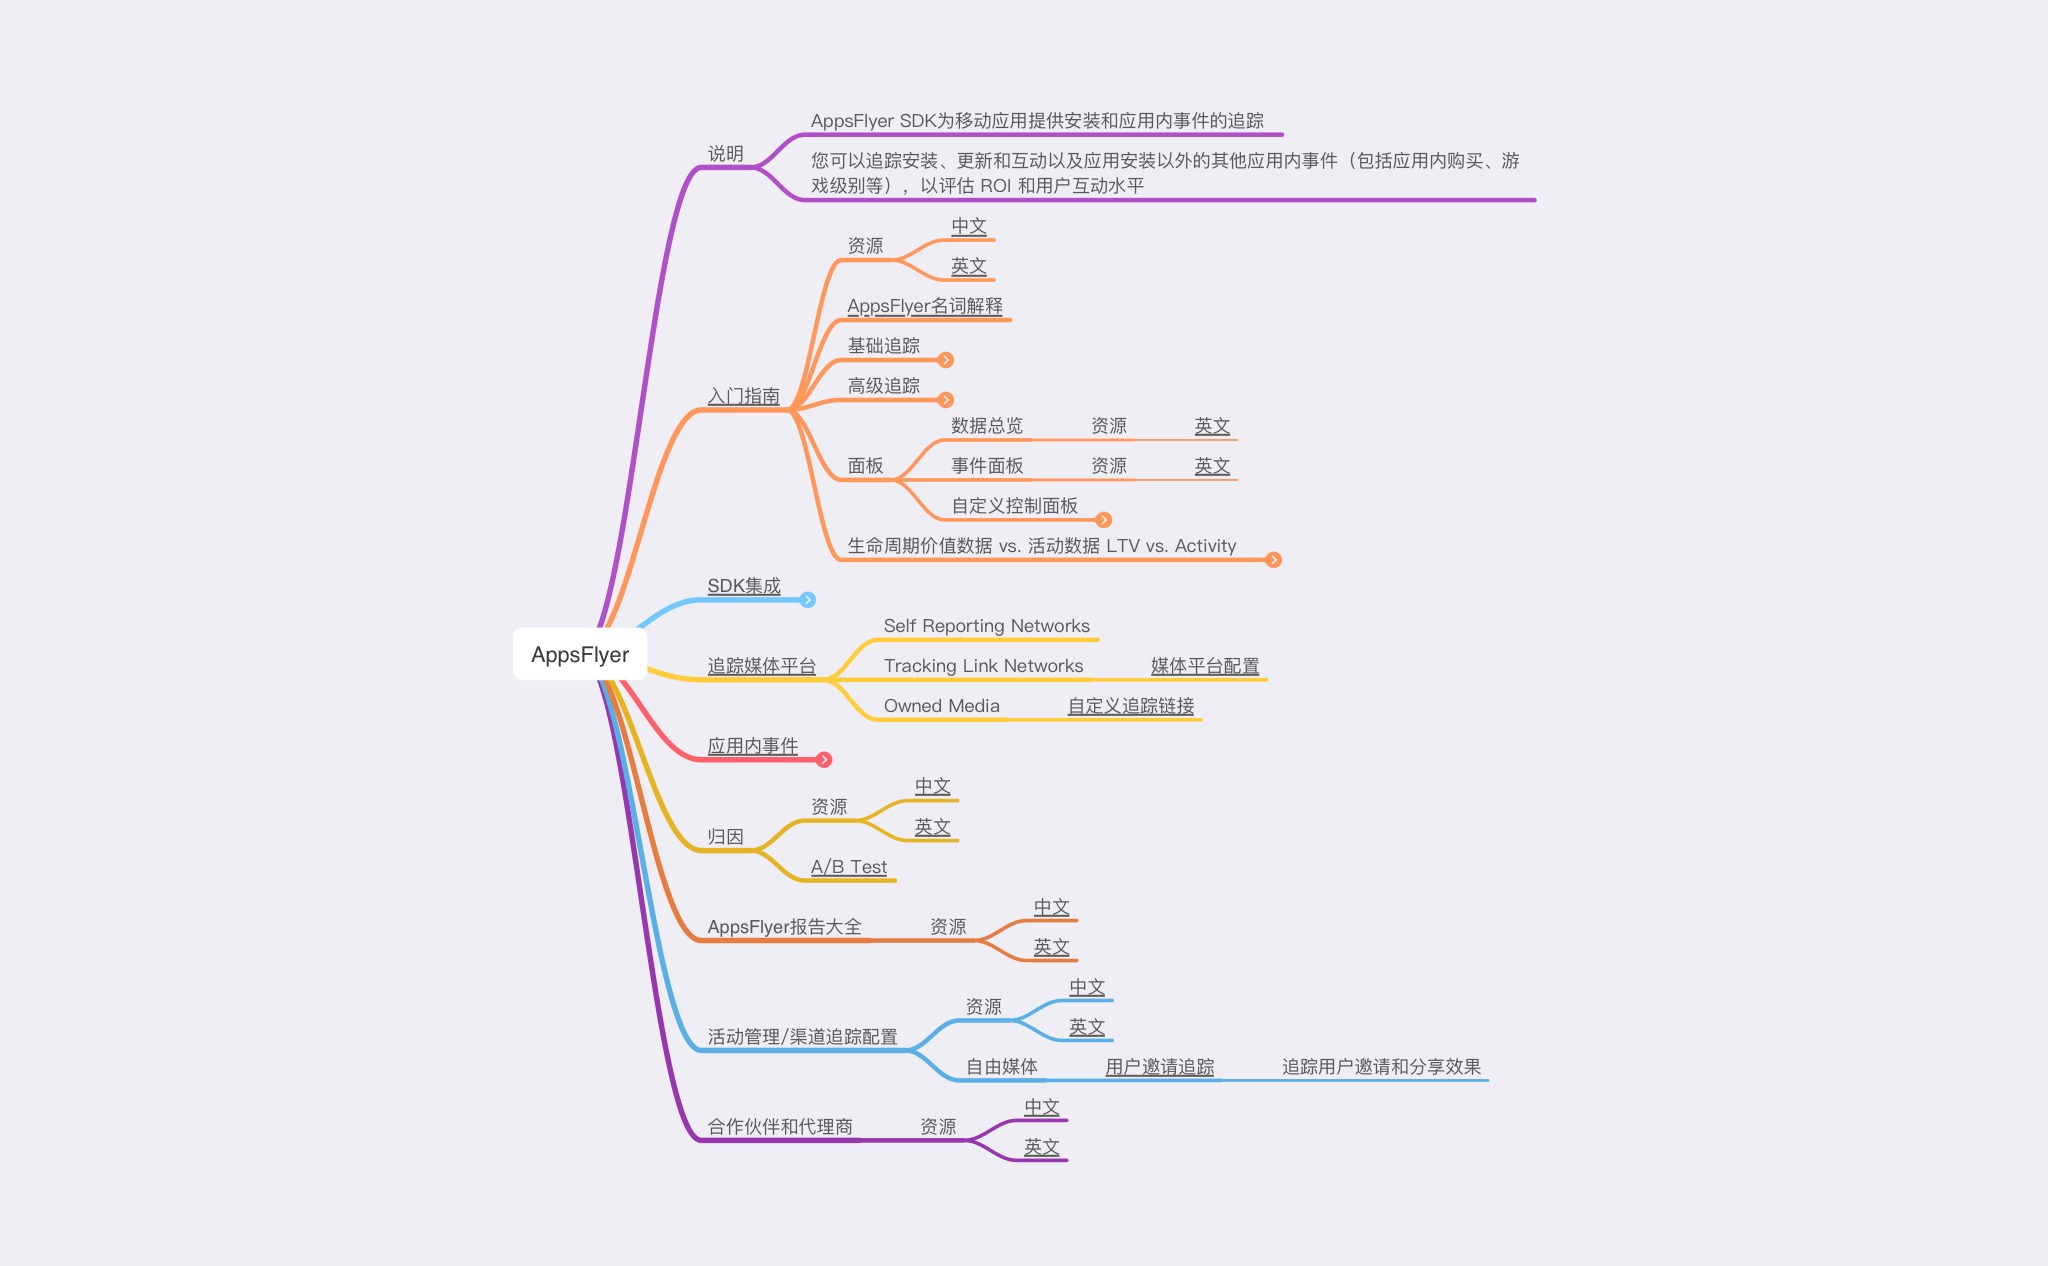 AppsFlyer SDK为移动应用提供安装和应用内事件的追踪
说明
您可以追踪安装、更新和互动以及应用安装以外的其他应用内事件（包括应用内购买、游
戏级别等），以评估 ROI 和用户互动水平
中文
资源
英文
AppsFlyer名词解释
基础追踪
高级追踪
入门指南
数据总览 资源 英文
面板 事件面板 资源 英文
自定义控制面板
生命周期价值数据 vs. 活动数据 LTV vs. Activity
SDK集成
Self Reporting Networks
AppsFlyer
追踪媒体平台 Tracking Link Networks 媒体平台配置
Owned Media 自定义追踪链接
应用内事件
中文
资源
英文
归因
A/B Test
中文
AppsFlyer报告大全 资源
英文
中文
资源
英文
活动管理/渠道追踪配置
自由媒体 用户邀请追踪 追踪用户邀请和分享效果
中文
合作伙伴和代理商 资源
英文